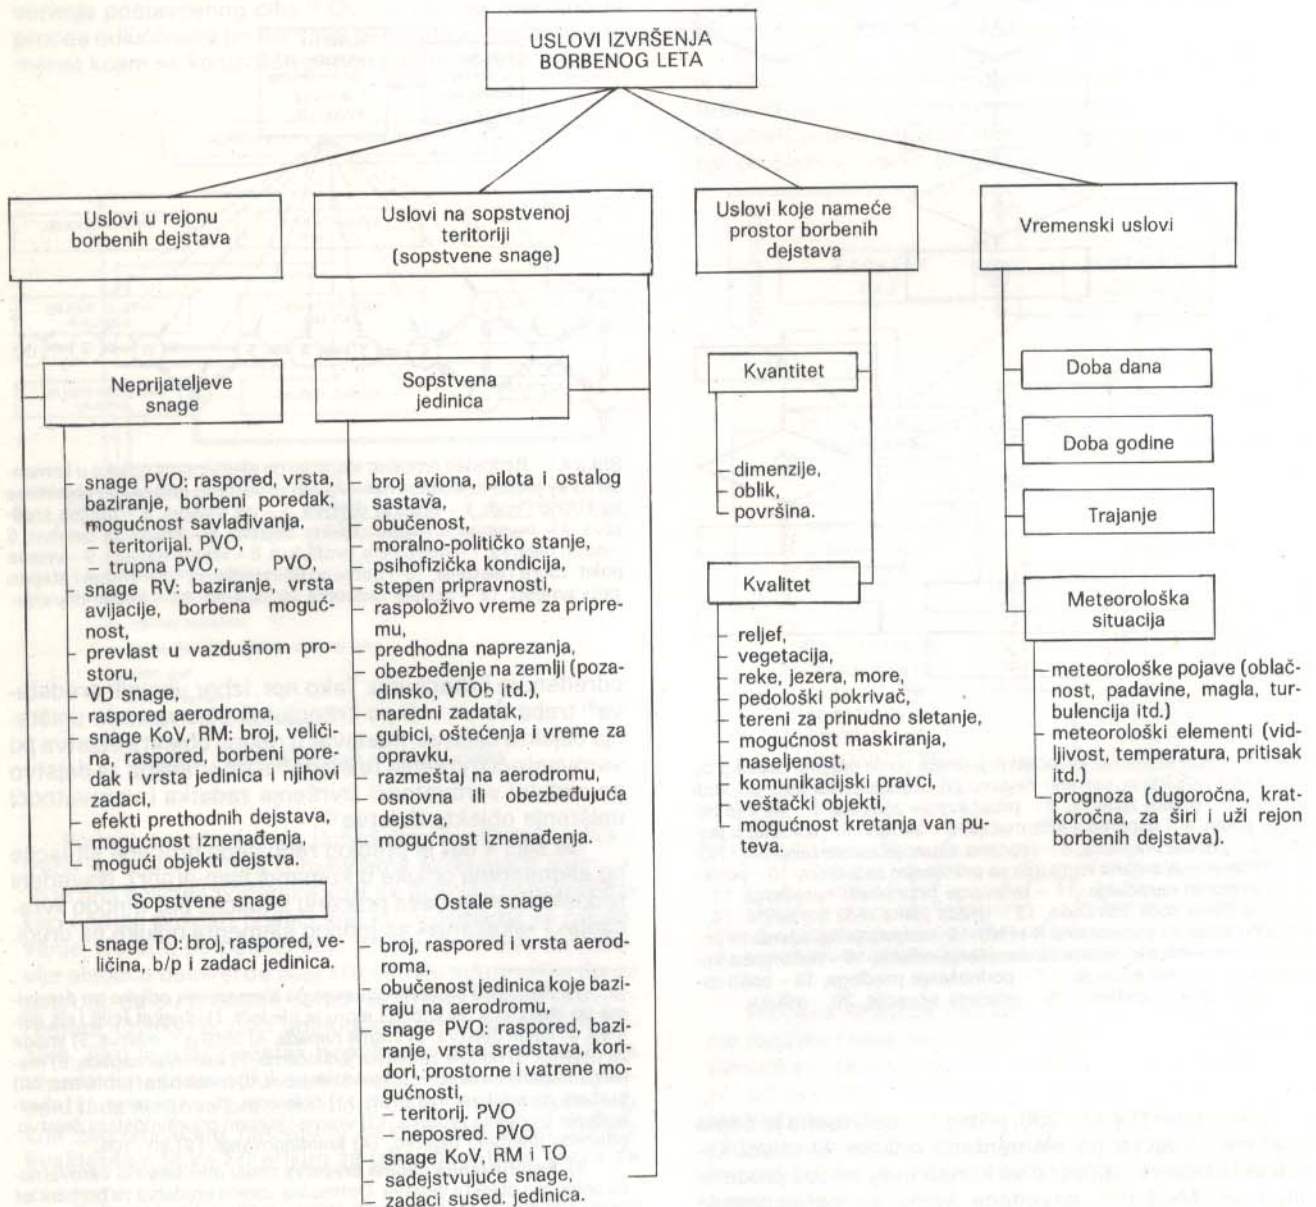 USLOVI IZVRŠENJA
BORBENOG LETA
Uslovi u rejonu
borbenih dejstava
Neprijateljeve
snage
– snage PVO: raspored, vrsta,
baziranje, borbeni poredak,
mogućnost savlađivanja.
– teritorijal. PVO,
– trupna PVO, PVO,
– snage RV: baziranje, vrsta
avijacije, borbena moguć-
nost,
– prevlast u vazdušnom pro-
storu,
– VD snage,
– raspored aerodroma,
– snage KoV, RM: broj, veliči-
na, raspored, borbeni pore-
dak i vrsta jedinica i njihovi
zadaci,
– efekti prethodnih dejstava,
– mogućnost iznenađenja,
– mogući objekti dejstva.
Sopstvene snage
snage TO: broj, raspored, ve-
ličina, b/p i zadaci jedinica.
Uslovi na sopstvenoj
teritoriji
(sopstvene snage)
Sopstvena
jedinica
– broj aviona, pilota i ostalog
sastava,
– obučenost,
– moralno-političko stanje,
– psihofizička kondicija,
– stepen pripravnosti,
– raspoloživo vreme za pripre-
mu,
– predhodna naprezanja,
– obezbeđenje na zemlji (poza-
dinsko, VTOb itd.),
– naredni zadatak,
– gubici, oštećenja i vreme za
opravku,
– razmeštaj na aerodromu,
– osnovna ili obezbeđujuća
dejstva,
– mogućnost iznenađenja.
Ostale snage
– broj, raspored i vrsta aerod-
roma,
– obučenost jedinica koje bazi-
raju na aerodromu,
– snage PVO: raspored, bazi-
ranje, vrsta sredstava, kori-
dori, prostorne i vatrene mo-
gućnosti,
– teritorij. PVO
– neposred. PVO
– snage KoV, RM i TO
– sadejstvujuće snage,
– zadaci sused. jedinica.
Uslovi koje nameće
prostor borbenih
dejstava
Kvantitet
– dimenzije,
– oblik,
– površina.
Kvalitet
– reljef,
– vegetacija,
– reke, jezera, more,
– pedološki pokrivač,
– tereni za prinudno sletanje,
– mogućnost maskiranja,
– naseljenost,
– komunikacijski pravci,
– veštački objekti,
– mogućnost kretanja van pu-
teva.
Vremenski uslovi
Doba dana
Doba godine
Trajanje
Meteorološka
situacija
– meteorološke pojave (oblač-
nost, padavine, magla, tur-
bulencija itd.)
– meteorološki elementi (vid-
ljivost, temperatura, pritisak
itd.)
– prognoza (dugoročna, krat-
koročna, za širi i uži rejon
borbenih dejstava).